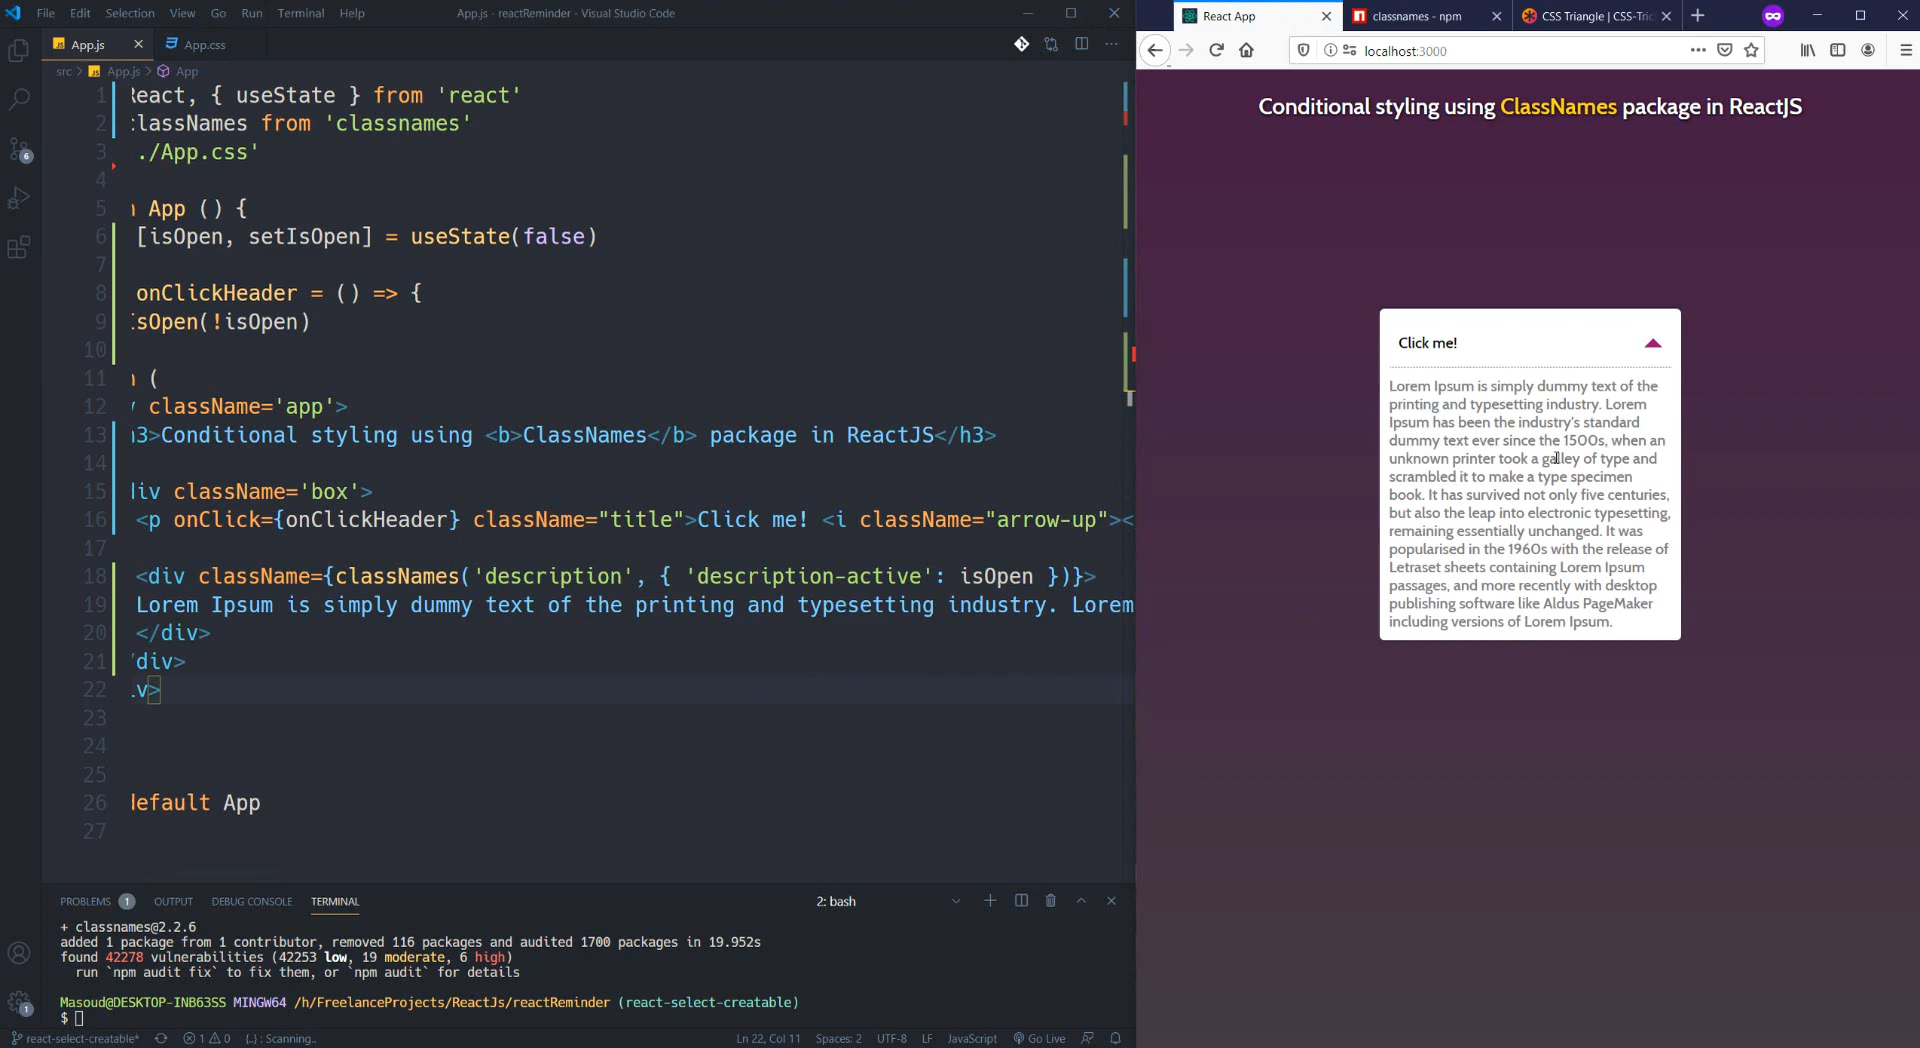 File Edit Selection View Go Run Terminal Help
App.js - reactReminder - Visual Studio Code
App.js
App.css
src > App.js > App
1 React, { useState } from 'react'
2 :lassNames from 'classnames'
3 ./App.css'
4
5 App () {
6 [isOpen, setIsOpen] = useState(false)
7
8 onClickHeader = () => {
9 IsOpen(!isOpen)
10
11 (
12 className='app'>
13 h3>Conditional styling using <b>ClassNames</b> package in ReactJS</h3>
14
15 div className='box'>
16 <p onClick={onClickHeader} className="title">Click me! <i className="arrow-up"><
17
18 <div className={classNames('description', { 'description-active': isOpen })}>
19 Lorem Ipsum is simply dummy text of the printing and typesetting industry. Lorem
20 </div>
21 /div>
22 iv>
23
24
25
26 default App
27
PROBLEMS 1 OUTPUT DEBUG CONSOLE TERMINAL 2: bash
+ classnames@2.2.6
added 1 package from 1 contributor, removed 116 packages and audited 1700 packages in 19.952s
found 42278 vulnerabilities (42253 low, 19 moderate, 6 high)
run `npm audit fix` to fix them, or `npm audit` for details
Masoud@DESKTOP-INB63SS MINGW64 /h/FreelanceProjects/ReactJs/reactReminder (react-select-creatable)
$
6
1
react-select-creatable* 1 0 {..} : Scanning.. Ln 22, Col 11 Spaces: 2 UTF-8 LF JavaScript Go Live
React App
classnames - npm
CSS Triangle | CSS-Tric
localhost:3000
Conditional styling using ClassNames package in ReactJS
Click me!
Lorem Ipsum is simply dummy text of the
printing and typesetting industry. Lorem
Ipsum has been the industry's standard
dummy text ever since the 1500s, when an
unknown printer took a galley of type and
scrambled it to make a type specimen
book. It has survived not only five centuries,
but also the leap into electronic typesetting,
remaining essentially unchanged. It was
popularised in the 1960s with the release of
Letraset sheets containing Lorem Ipsum
passages, and more recently with desktop
publishing software like Aldus PageMaker
including versions of Lorem Ipsum.